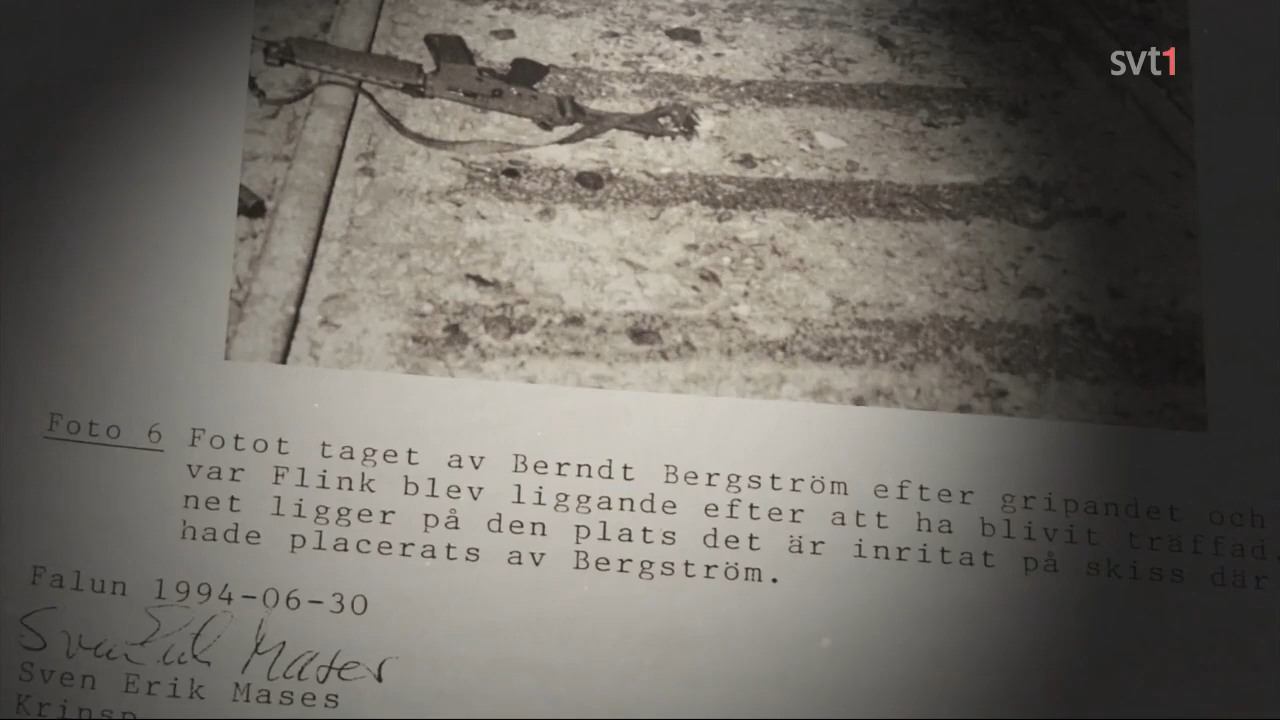 svt1
Foto 6 Fotot taget av Berndt Bergström efter gripandet och
var Flink blev liggande efter att ha blivit träffad
net ligger på den plats det är inritat på skiss där
hade placerats av Bergström.
Falun 1994-06-30
Sven Erik Mases
Sven Erik Mases
Krinsp